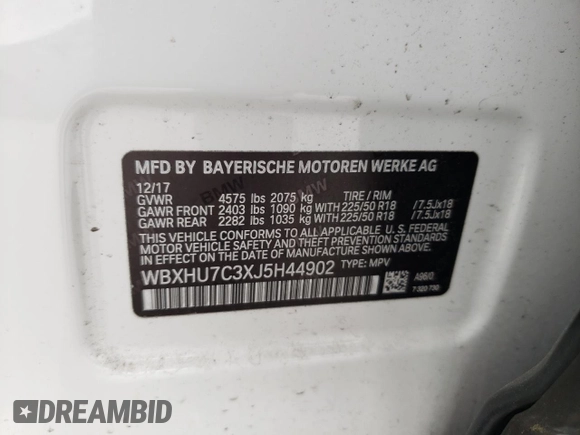 MFD BY BAYERISCHE MOTOREN WERKE AG
12/17
GVWR 4575 lbs 2075 kg TIRE / RIM
GAWR FRONT 2403 lbs 1090 kg WITH 225/50 R18 /7.5Jx18
GAWR REAR 2282 lbs 1035 kg WITH 225/50 R18 /7.5Jx18
THIS VEHICLE CONFORMS TO ALL APPLICABLE U.S. FEDERAL
MOTOR VEHICLE SAFETY, BUMPER, AND THEFT PREVENTION STANDARDS
IN EFFECT ON THE DATE OF MANUFACTURE SHOWN ABOVE.
WBXHU7C3XJ5H44902 TYPE: MPV
A96/0
DREAMBID